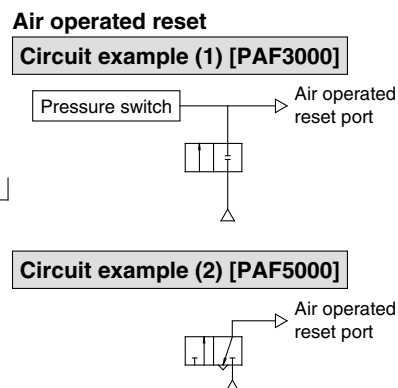 Air operated reset
Circuit example (1) [PAF3000]
Pressure switch
Air operated
reset port
Circuit example (2) [PAF5000]
Air operated
reset port